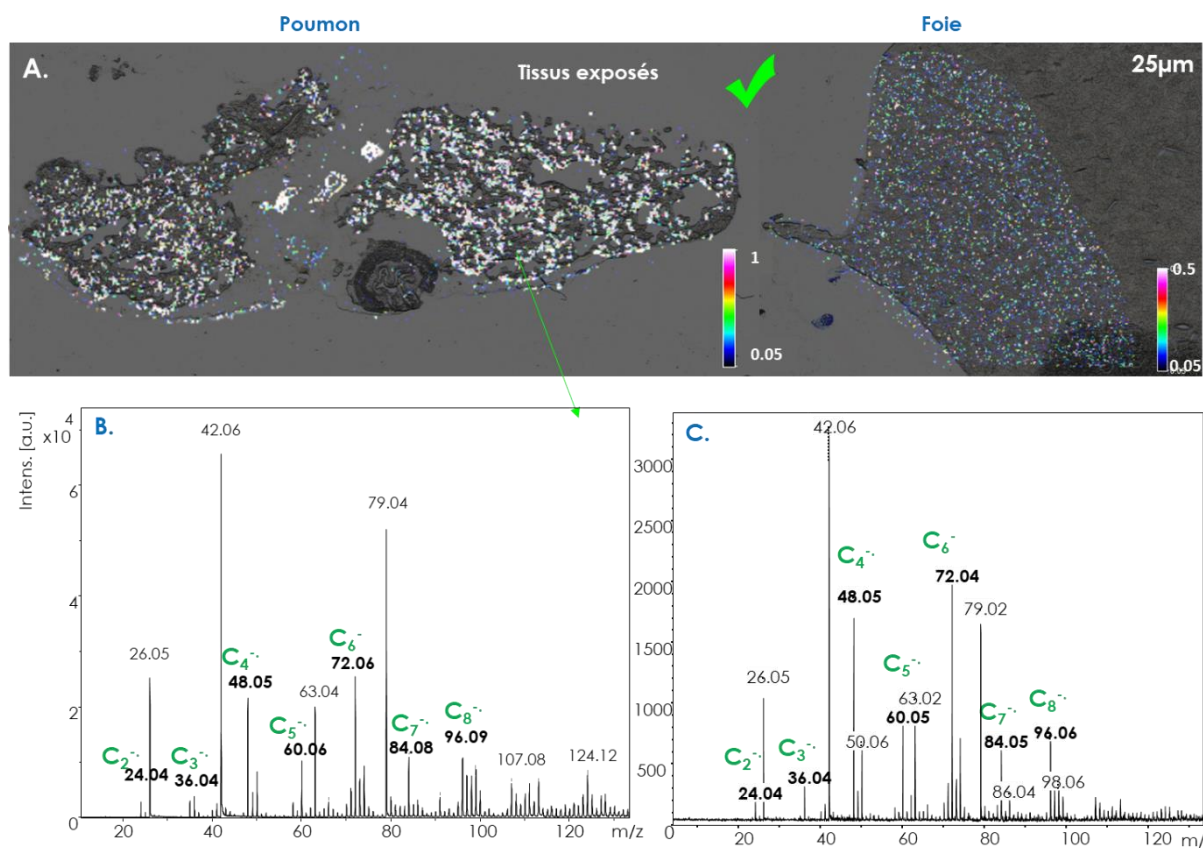 Poumon
Foie
A.
Tissus exposés
25µm
1
0.05
0.5
0.05
B.
Intens. [a.u.]
x10
4
6
4
2
42.06
79.04
26.05
C₄⁻·
48.05
C₆⁻
72.06
63.04
C₅⁻·
60.06
C₇⁻·
84.08
C₈⁻·
96.09
C₂⁻·
24.04
C₃⁻·
36.04
107.08
124.12
20
40
60
80
100
120
m/z
C.
3000
2500
2000
1500
1000
500
42.06
C₄⁻·
48.05
C₆⁻
72.04
79.02
26.05
C₅⁻·
60.05
63.02
50.06
C₇⁻·
84.05
C₈⁻·
96.06
C₂⁻·
24.04
C₃⁻·
36.04
86.04
98.06
20
40
60
80
100
120
m/